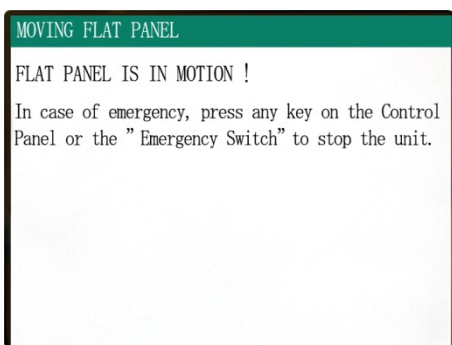 MOVING FLAT PANEL
FLAT PANEL IS IN MOTION !
In case of emergency, press any key on the Control
Panel or the ” Emergency Switch” to stop the unit.